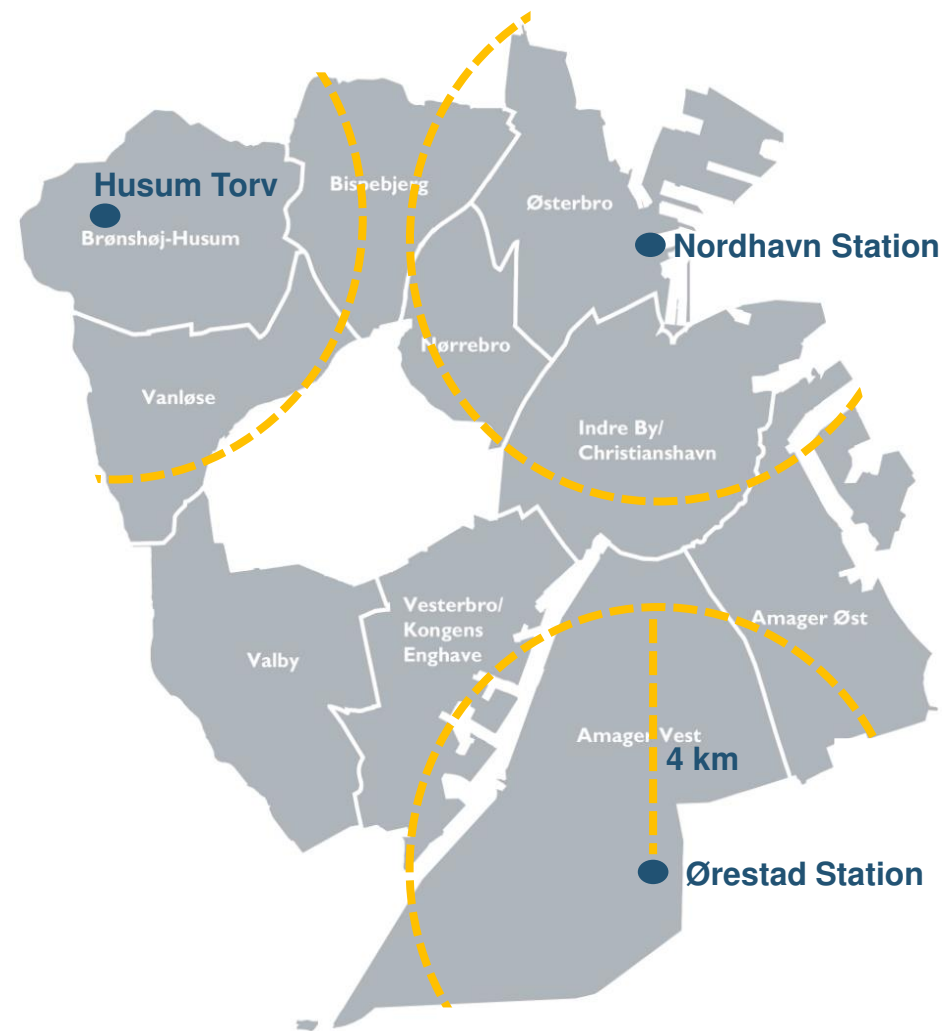 Husum Torv
Brønshøj-Husum
Bispebjerg
Østerbro
Nordhavn Station
Nørrebro
Vanløse
Indre By/
Christianshavn
Vesterbro/
Kongens
Enghave
Valby
Amager Øst
Amager Vest
4 km
Ørestad Station